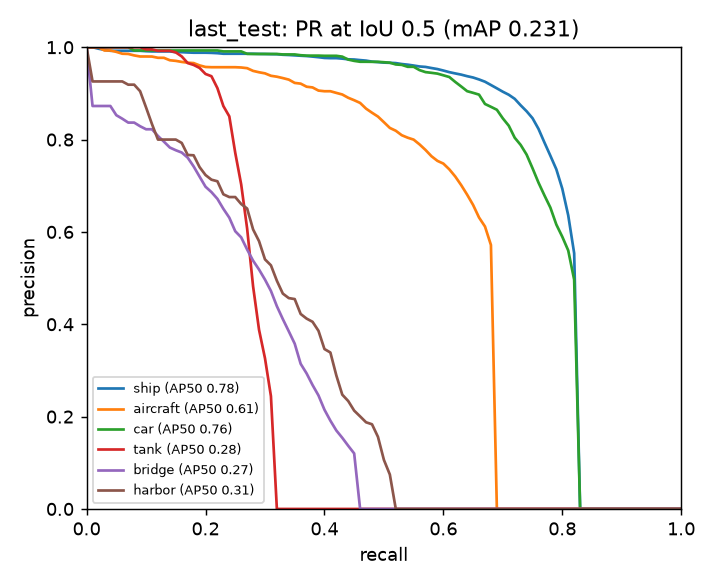 last_test: PR at IoU 0.5 (mAP 0.231)
precision
1.0
0.8
0.6
0.4
0.2
0.0
ship (AP50 0.78)
aircraft (AP50 0.61)
car (AP50 0.76)
tank (AP50 0.28)
bridge (AP50 0.27)
harbor (AP50 0.31)
0.0 0.2 0.4 0.6 0.8 1.0
recall